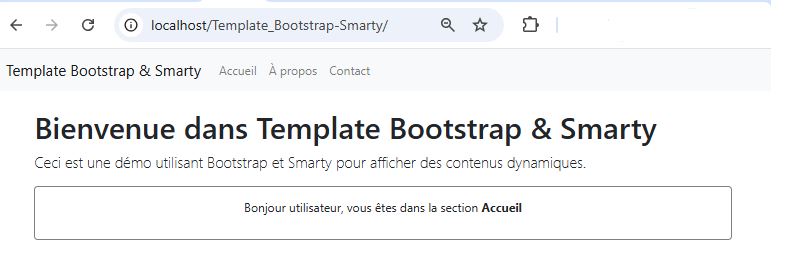 localhost/Template_Bootstrap-Smarty/
Template Bootstrap & Smarty Accueil À propos Contact
Bienvenue dans Template Bootstrap & Smarty
Ceci est une démo utilisant Bootstrap et Smarty pour afficher des contenus dynamiques.
Bonjour utilisateur, vous êtes dans la section Accueil